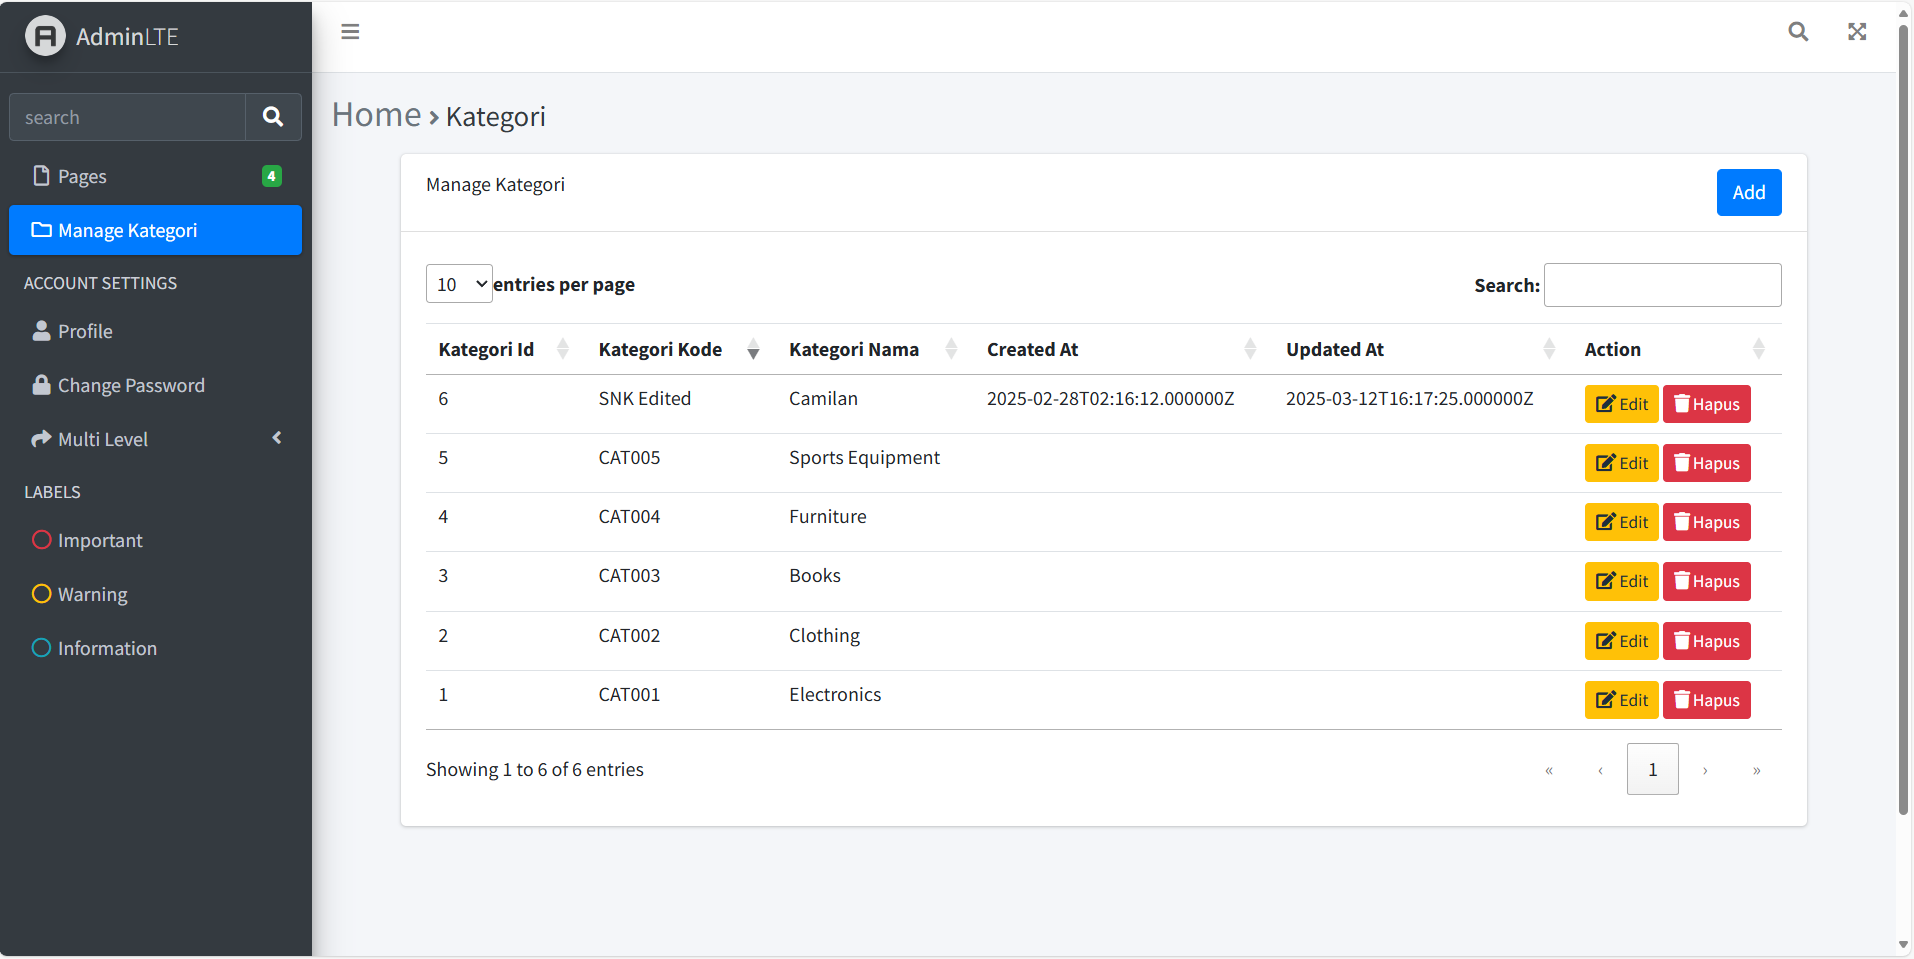 AdminLTE
search
Pages 4
Manage Kategori
ACCOUNT SETTINGS
Profile
Change Password
Multi Level
LABELS
Important
Warning
Information
Home › Kategori
Manage Kategori
Add
10 entries per page
Search:
Kategori Id Kategori Kode Kategori Nama Created At Updated At Action
6 SNK Edited Camilan 2025-02-28T02:16:12.000000Z 2025-03-12T16:17:25.000000Z Edit Hapus
5 CAT005 Sports Equipment Edit Hapus
4 CAT004 Furniture Edit Hapus
3 CAT003 Books Edit Hapus
2 CAT002 Clothing Edit Hapus
1 CAT001 Electronics Edit Hapus
Showing 1 to 6 of 6 entries
« ‹ 1 › »